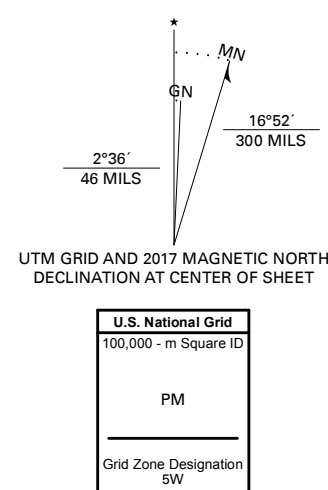 ★
MN
GN
16°52´
300 MILS
2°36´
46 MILS
UTM GRID AND 2017 MAGNETIC NORTH
DECLINATION AT CENTER OF SHEET
U.S. National Grid
100,000 - m Square ID
PM
Grid Zone Designation
5W